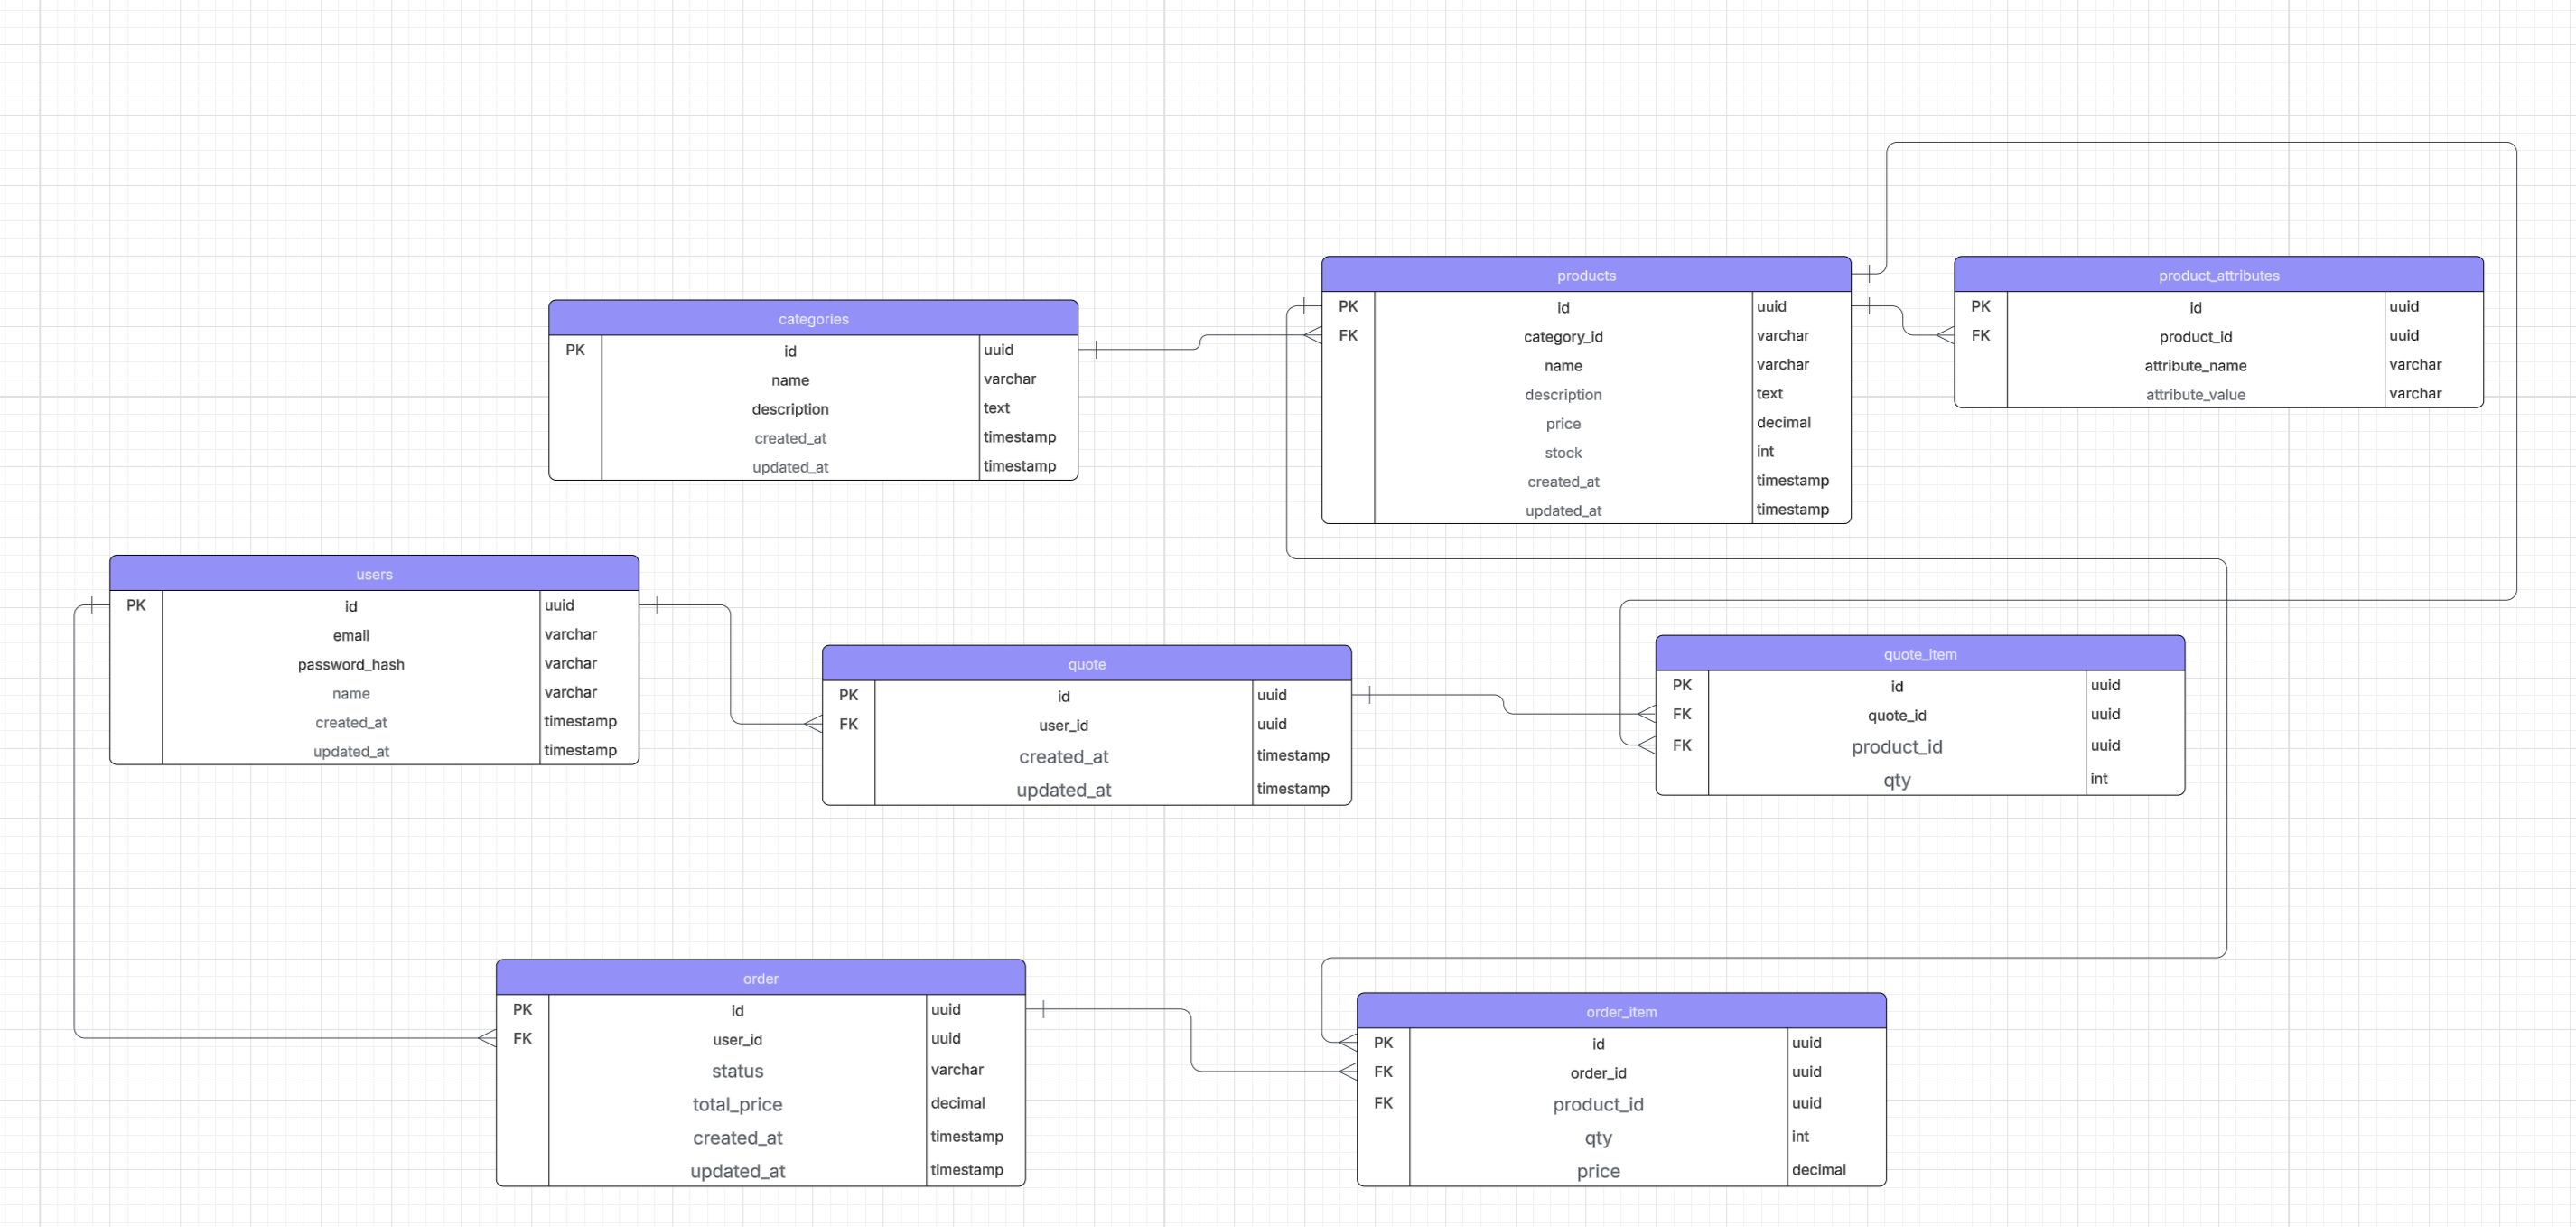 products
PK id uuid
FK category_id varchar
name varchar
description text
price decimal
stock int
created_at timestamp
updated_at timestamp
product_attributes
PK id uuid
FK product_id uuid
attribute_name varchar
attribute_value varchar
categories
PK id uuid
name varchar
description text
created_at timestamp
updated_at timestamp
users
PK id uuid
email varchar
password_hash varchar
name varchar
created_at timestamp
updated_at timestamp
quote
PK id uuid
FK user_id uuid
created_at timestamp
updated_at timestamp
quote_item
PK id uuid
FK quote_id uuid
FK product_id uuid
qty int
order
PK id uuid
FK user_id uuid
status varchar
total_price decimal
created_at timestamp
updated_at timestamp
order_item
PK id uuid
FK order_id uuid
FK product_id uuid
qty int
price decimal